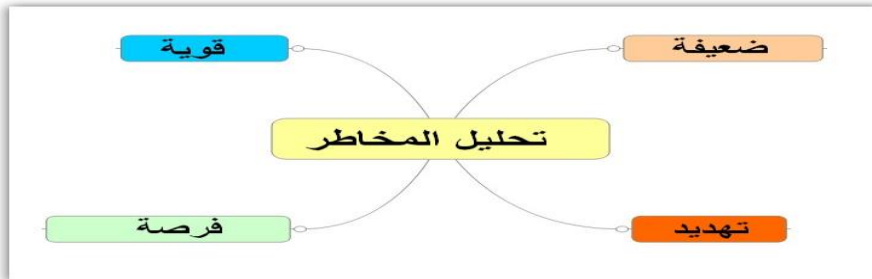 ضعيفة
قوية
تحليل المخاطر
تهديد
فرصة